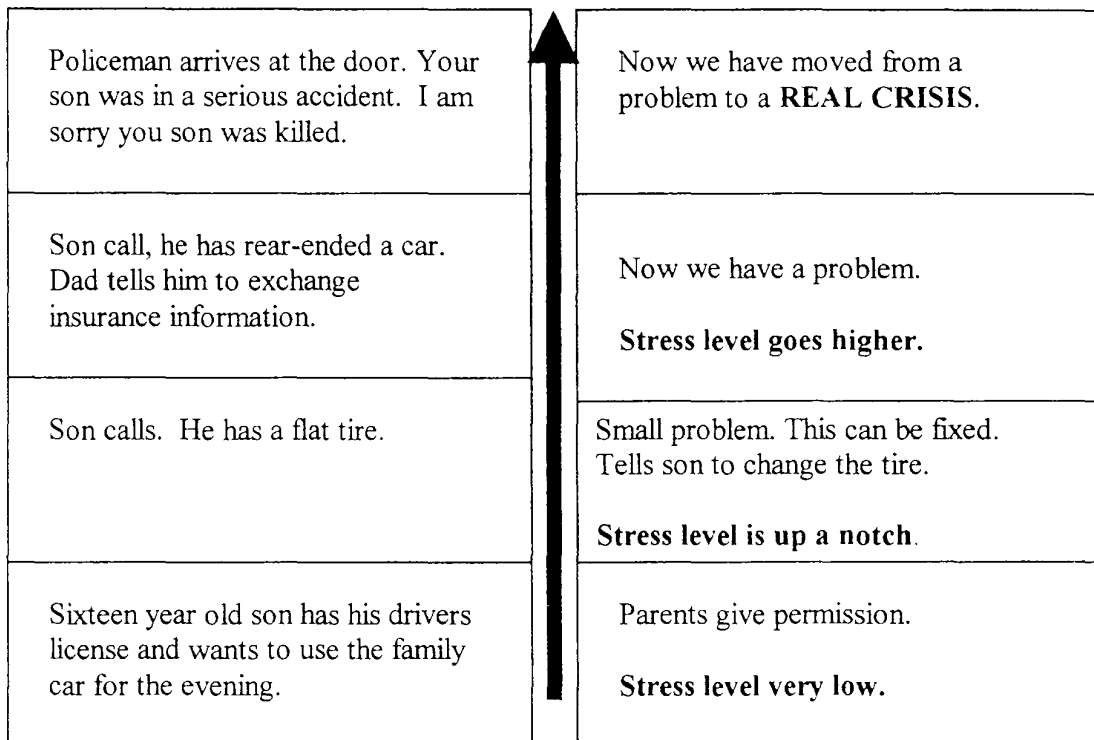 Policeman arrives at the door. Your
son was in a serious accident. I am
sorry you son was killed.
Now we have moved from a
problem to a REAL CRISIS.
Son call, he has rear-ended a car.
Dad tells him to exchange
insurance information.
Now we have a problem.
Stress level goes higher.
Son calls. He has a flat tire.
Small problem. This can be fixed.
Tells son to change the tire.
Stress level is up a notch.
Sixteen year old son has his drivers
license and wants to use the family
car for the evening.
Parents give permission.
Stress level very low.